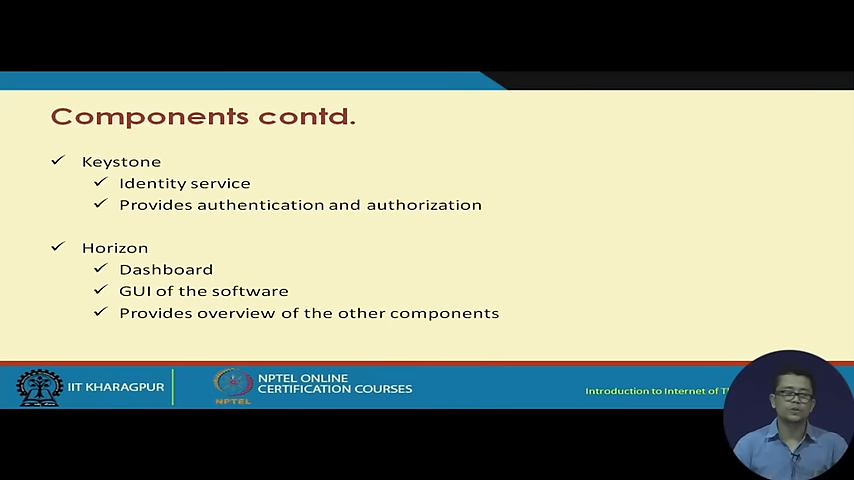 Components contd.
Keystone
Identity service
Provides authentication and authorization
Horizon
Dashboard
GUI of the software
Provides overview of the other components
IIT KHARAGPUR
NPTEL ONLINE
CERTIFICATION COURSES
NPTEL
Introduction to Internet of